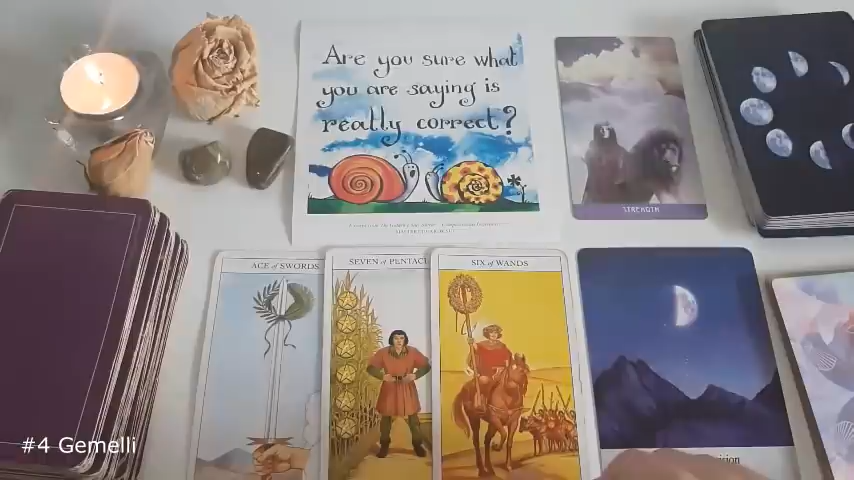 Are you sure what
you are saying is
really correct?
STRENGTH
ACE of SWORDS
SEVEN of PENTACL
SIX of WANDS
#4 Gemelli